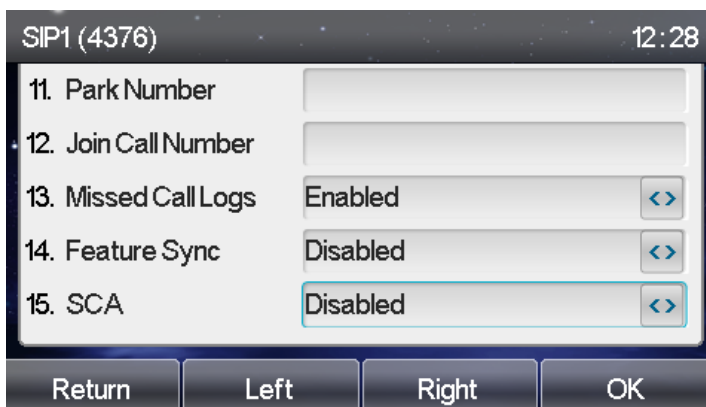 SIP1 (4376) 12:28
11. Park Number
12. Join Call Number
13. Missed Call Logs Enabled <>
14. Feature Sync Disabled <>
15. SCA Disabled <>
Return Left Right OK